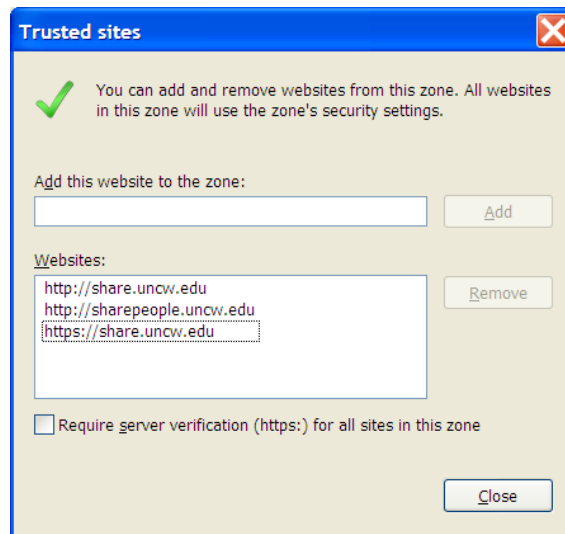 Trusted sites
You can add and remove websites from this zone. All websites
in this zone will use the zone's security settings.
Add this website to the zone:
Add
Websites:
http://share.uncw.edu
http://sharepeople.uncw.edu
https://share.uncw.edu
Remove
Require server verification (https:) for all sites in this zone
Close